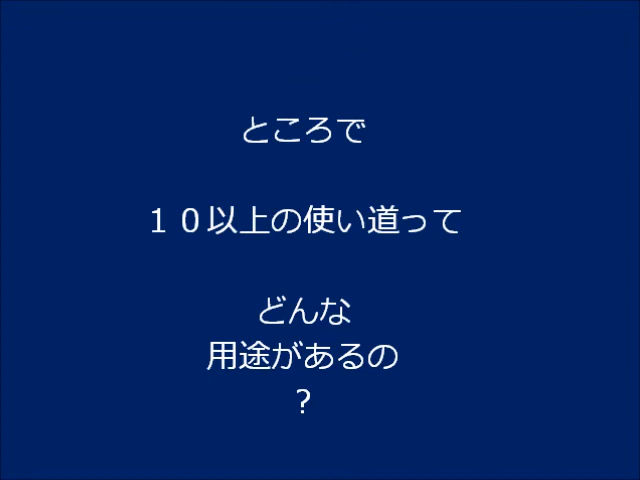 ところで
１０以上の使い道って
どんな
用途があるの
？